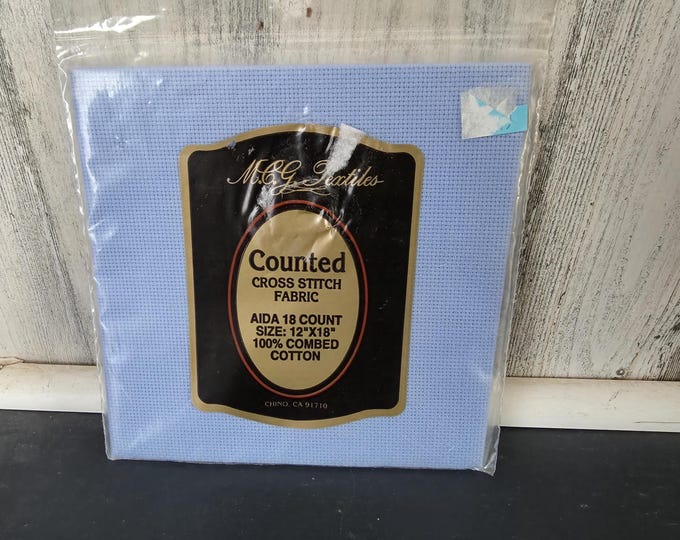 M.C.G. Textiles
Counted
CROSS STITCH
FABRIC
AIDA 18 COUNT
SIZE: 12"X18"
100% COMBED
COTTON
CHINO, CA 91710